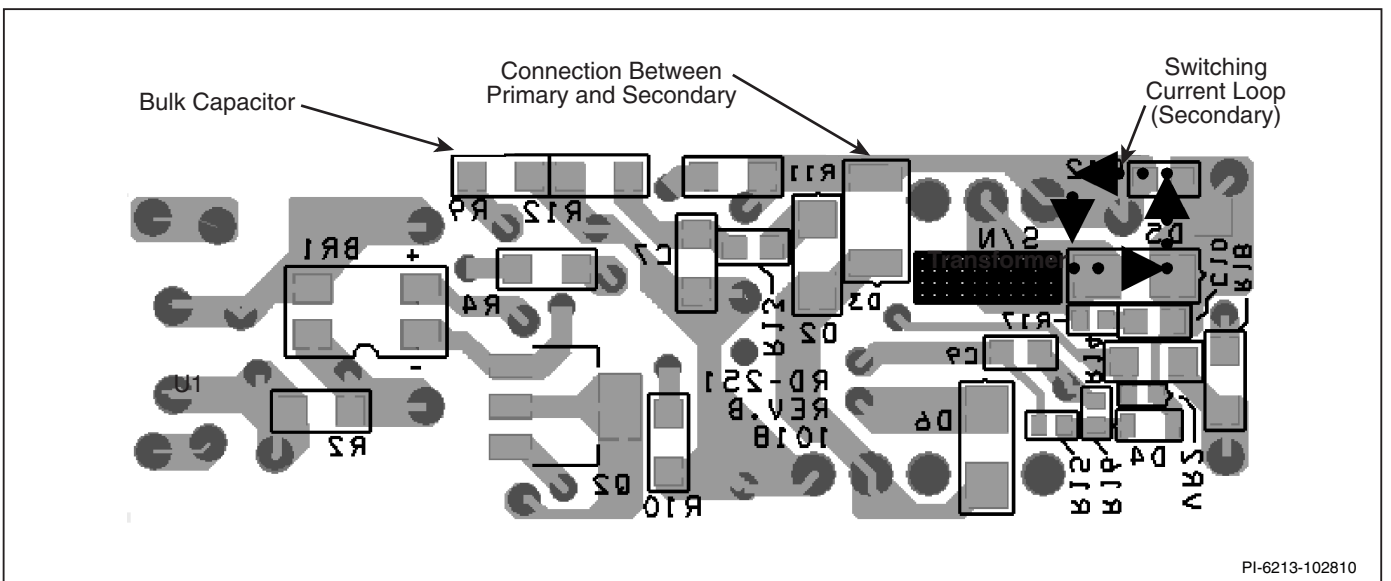 Bulk Capacitor
Connection Between
Primary and Secondary
Switching
Current Loop
(Secondary)
R9
R12
R11
BR1
+
-
R4
C7
R13
D2
D3
S/N
Transformer
D5
C10
R18
R17
R14
C9
U1
R2
Q2
R10
RD-251
REV.B
1018
D6
R15
R16
D4
VR2
PI-6213-102810